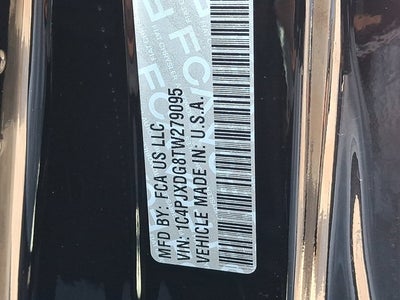 MFD BY: FCA US LLC
VIN: 1C4PJXDG8TW279095
VEHICLE MADE IN: U.S.A.